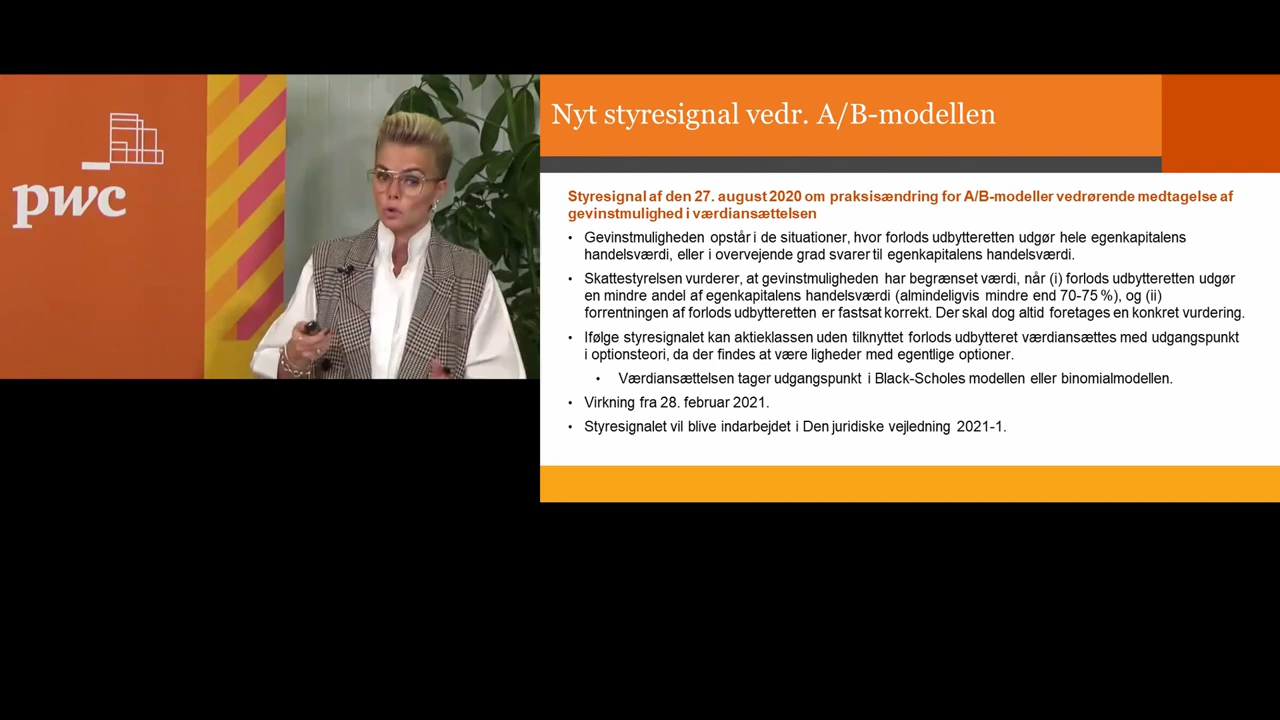 pwc
Nyt styresignal vedr. A/B-modellen
Styresignal af den 27. august 2020 om praksisændring for A/B-modeller vedrørende medtagelse af
gevinstmulighed i værdiansættelsen
• Gevinstmuligheden opstår i de situationer, hvor forlods udbytteretten udgør hele egenkapitalens
handelsværdi, eller i overvejende grad svarer til egenkapitalens handelsværdi.
• Skattestyrelsen vurderer, at gevinstmuligheden har begrænset værdi, når (i) forlods udbytteretten udgør
en mindre andel af egenkapitalens handelsværdi (almindeligvis mindre end 70-75 %), og (ii)
forrentningen af forlods udbytteretten er fastsat korrekt. Der skal dog altid foretages en konkret vurdering.
• Ifølge styresignalet kan aktieklassen uden tilknyttet forlods udbytteret værdiansættes med udgangspunkt
i optionsteori, da der findes at være ligheder med egentlige optioner.
• Værdiansættelsen tager udgangspunkt i Black-Scholes modellen eller binomialmodellen.
• Virkning fra 28. februar 2021.
• Styresignalet vil blive indarbejdet i Den juridiske vejledning 2021-1.